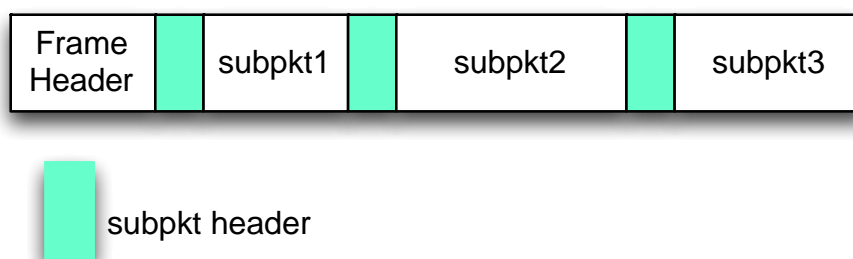 Frame
Header
subpkt1
subpkt2
subpkt3
subpkt header